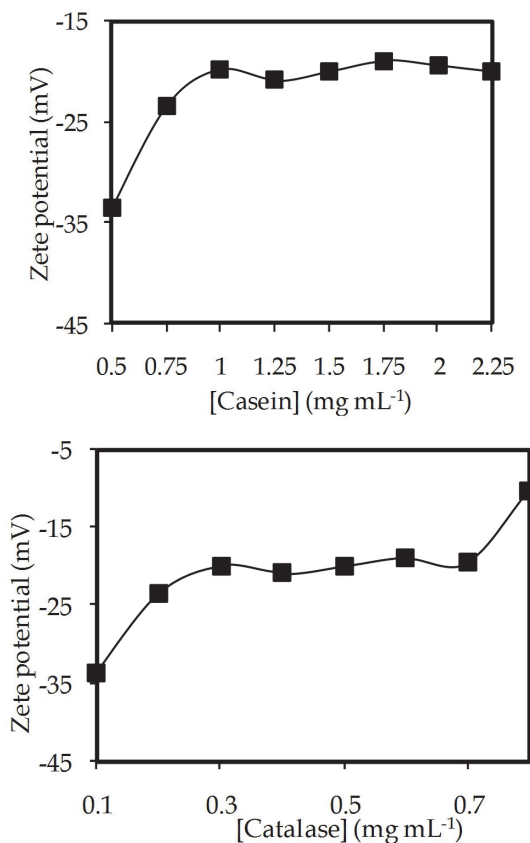 -15
-25
-35
-45
Zete potential (mV)
0.5 0.75 1 1.25 1.5 1.75 2 2.25
[Casein] (mg mL⁻¹)
-5
-15
-25
-35
-45
Zete potential (mV)
0.1 0.3 0.5 0.7
[Catalase] (mg mL⁻¹)